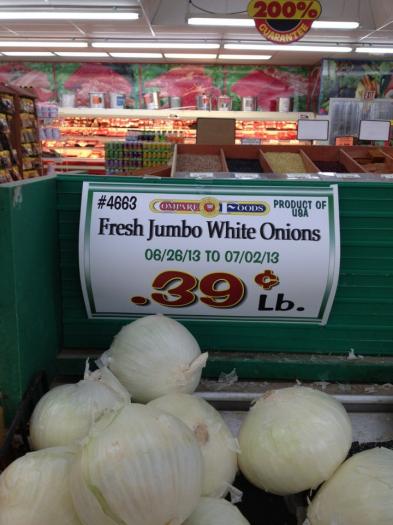 200%
GUARANTEE
#4663
COMPARE FOODS
PRODUCT OF
USA
Fresh Jumbo White Onions
06/26/13 TO 07/02/13
.39¢ Lb.